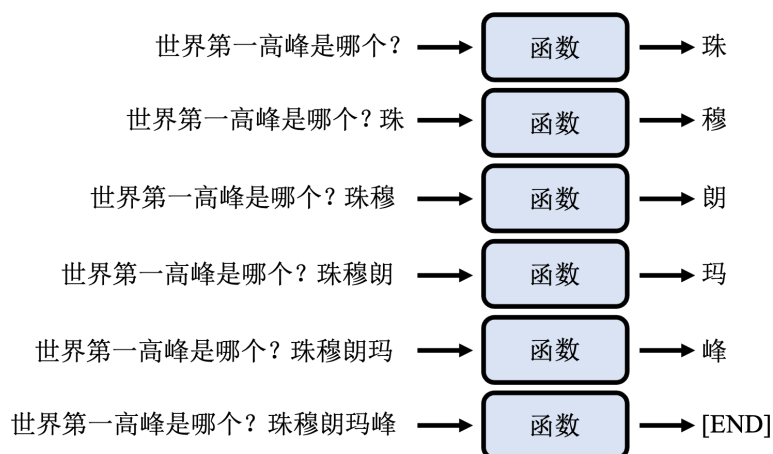 世界第一高峰是哪个？ 函数 珠
世界第一高峰是哪个？珠 函数 穆
世界第一高峰是哪个？珠穆 函数 朗
世界第一高峰是哪个？珠穆朗 函数 玛
世界第一高峰是哪个？珠穆朗玛 函数 峰
世界第一高峰是哪个？珠穆朗玛峰 函数 [END]